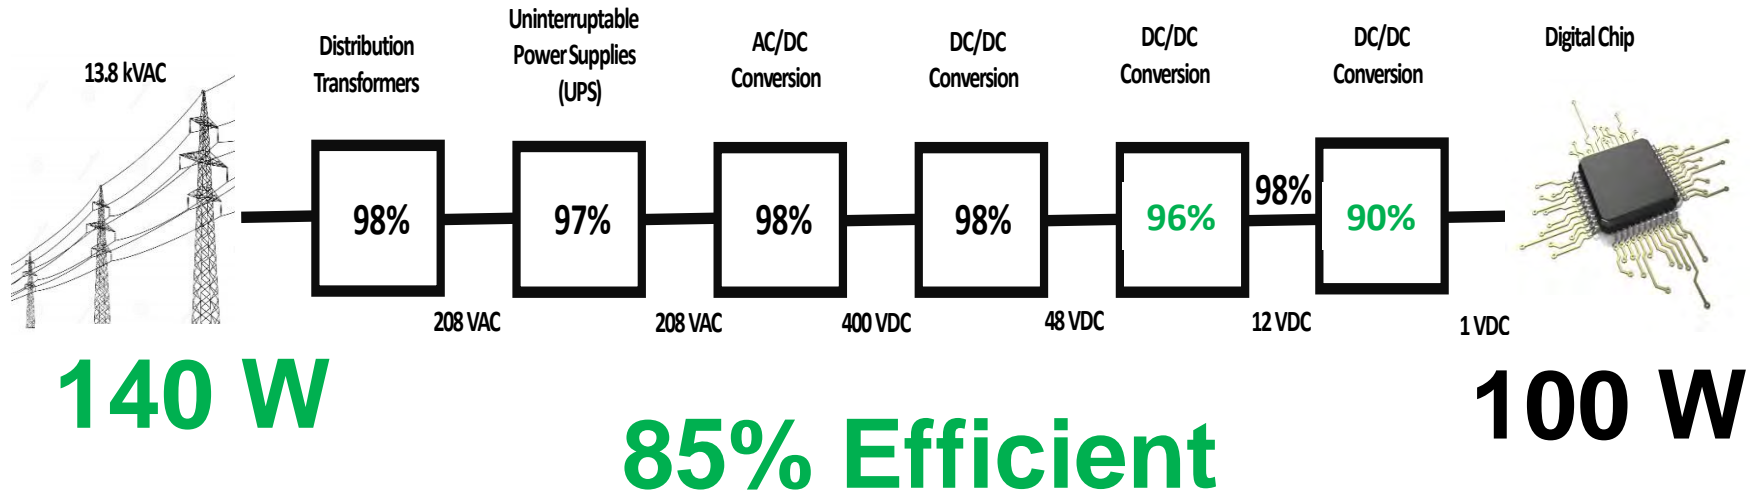 13.8 kVAC
Distribution
Transformers
Uninterruptable
Power Supplies
(UPS)
AC/DC
Conversion
DC/DC
Conversion
DC/DC
Conversion
DC/DC
Conversion
Digital Chip
98%
97%
98%
98%
96%
98%
90%
208 VAC
208 VAC
400 VDC
48 VDC
12 VDC
1 VDC
140 W
85% Efficient
100 W